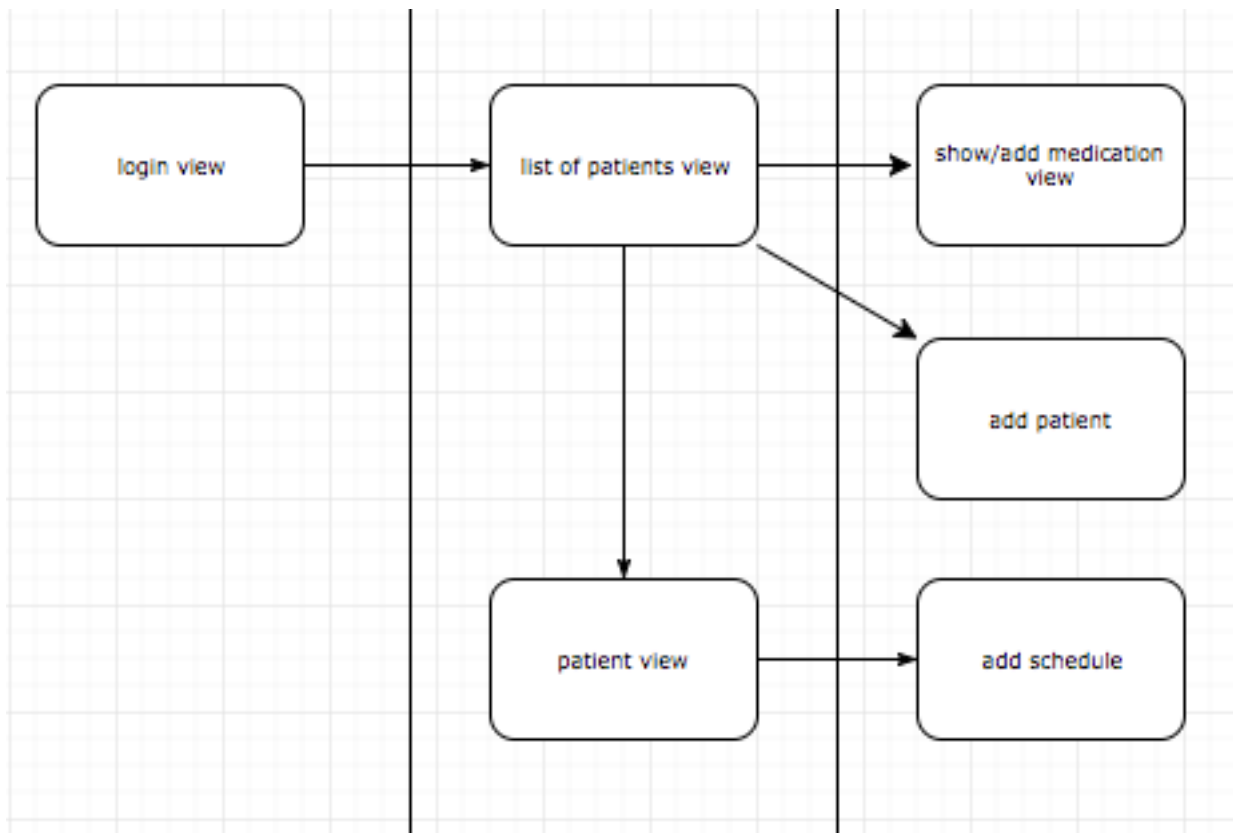 login view
list of patients view
show/add medication
view
add patient
patient view
add schedule